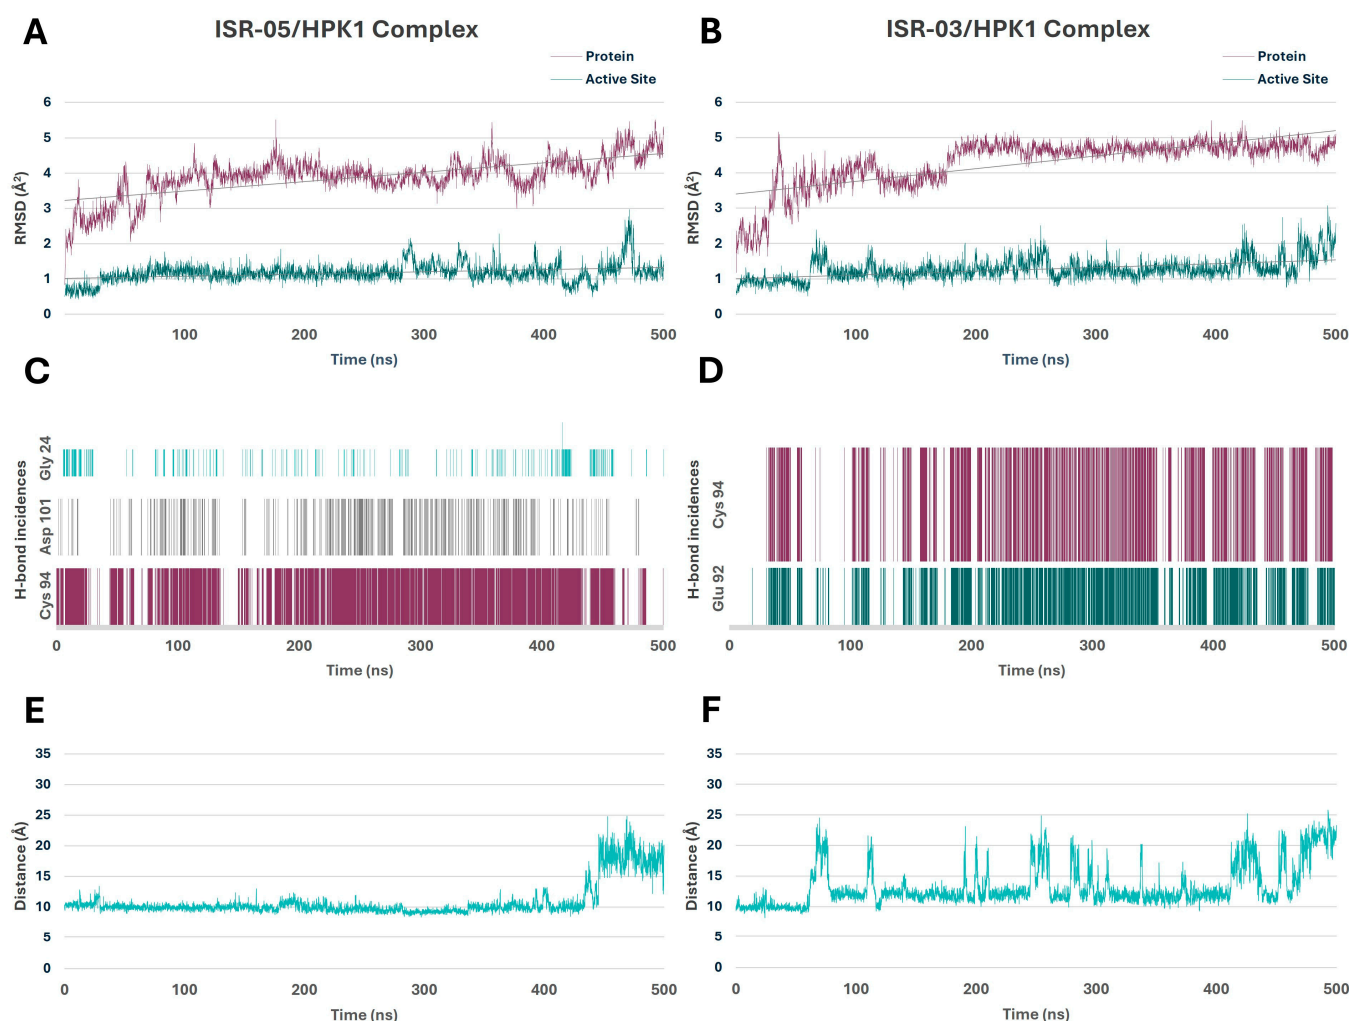 A
ISR-05/HPK1 Complex
Protein
Active Site
6
5
4
3
2
1
0
RMSD (Å²)
100
200
300
400
500
Time (ns)
B
ISR-03/HPK1 Complex
Protein
Active Site
6
5
4
3
2
1
0
RMSD (Å²)
100
200
300
400
500
Time (ns)
C
H-bond incidences
Gly 24
Asp 101
Cys 94
0
100
200
300
400
500
Time (ns)
D
H-bond incidences
Cys 94
Glu 92
0
100
200
300
400
500
Time (ns)
E
35
30
25
20
15
10
5
0
Distance (Å)
0
100
200
300
400
500
Time (ns)
F
35
30
25
20
15
10
5
0
Distance (Å)
0
100
200
300
400
500
Time (ns)